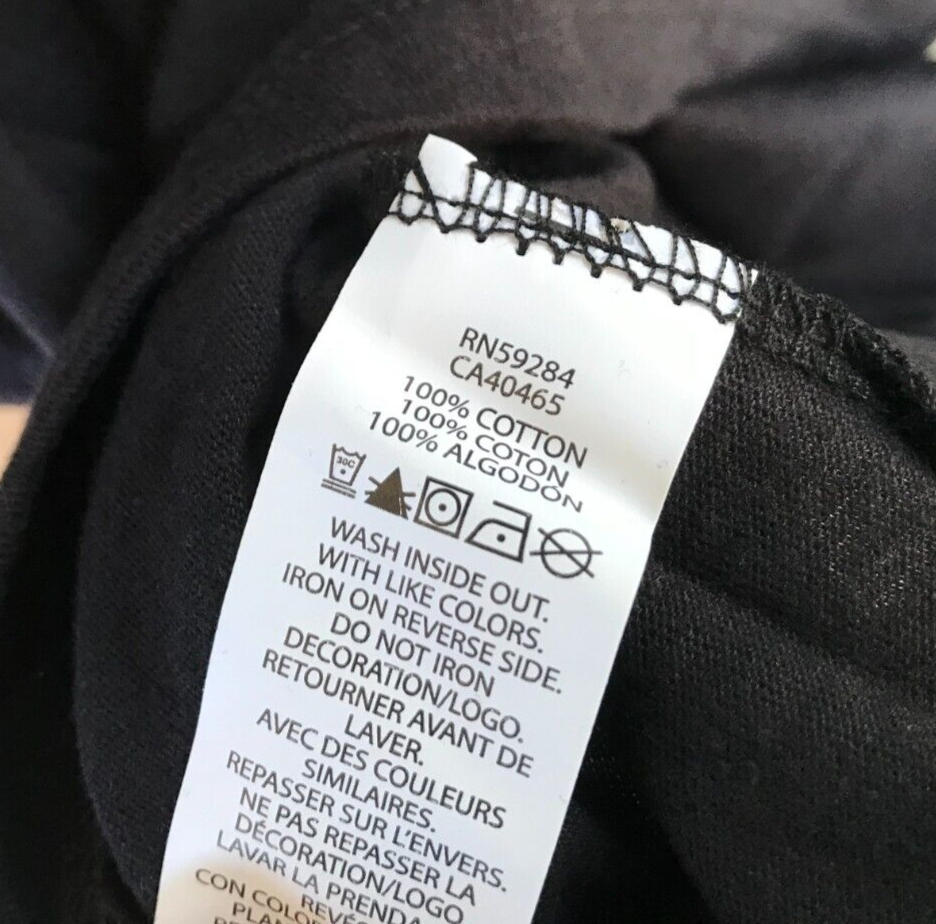 RN59284
CA40465
100% COTTON
100% COTON
100% ALGODÓN
30C
WASH INSIDE OUT.
WITH LIKE COLORS.
IRON ON REVERSE SIDE.
DO NOT IRON
DECORATION/LOGO.
RETOURNER AVANT DE
LAVER.
AVEC DES COULEURS
SIMILAIRES.
REPASSER SUR L'ENVERS.
NE PAS REPASSER LA
DÉCORATION/LOGO
LAVAR LA PRENDA